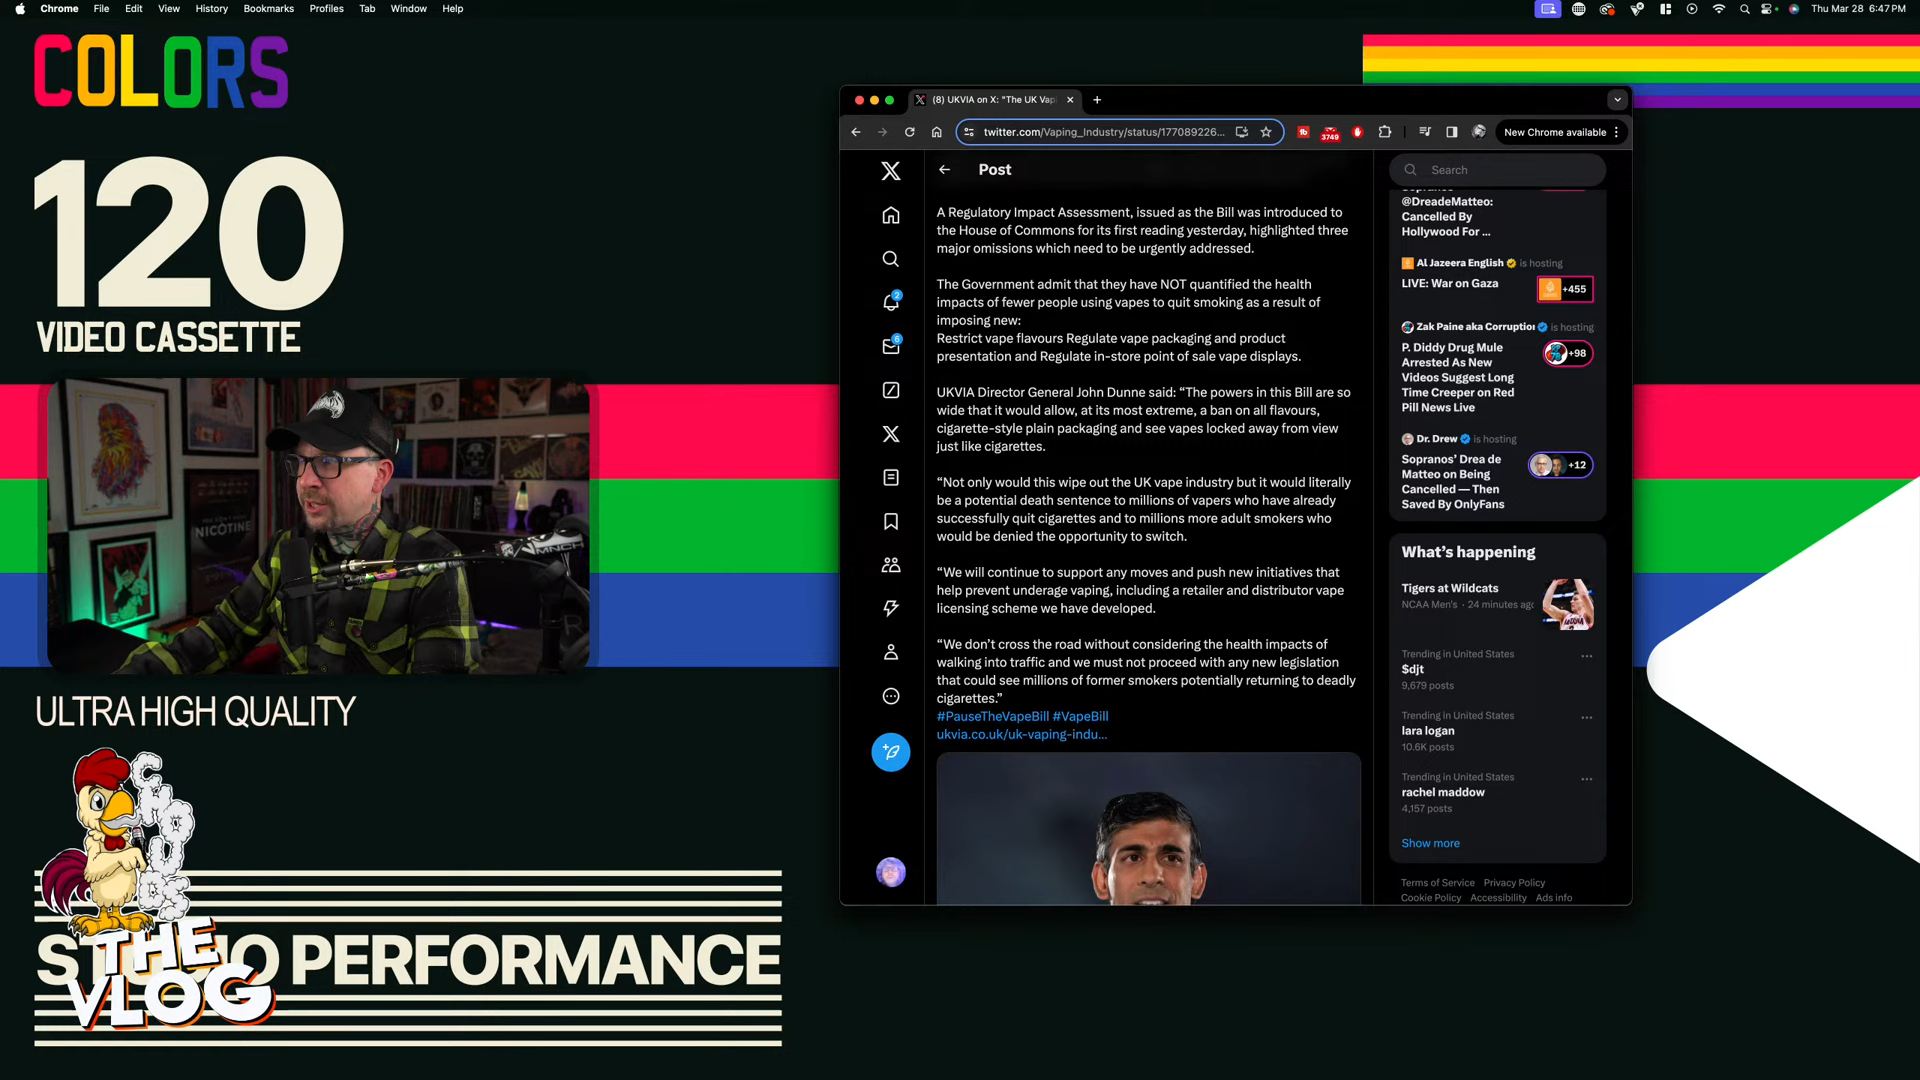 Chrome File Edit View History Bookmarks Profiles Tab Window Help
Thu Mar 28 6:47 PM
COLORS
120
VIDEO CASSETTE
NICOTINE
MNCH
ULTRA HIGH QUALITY
CHUDS
THE
VLOG
PERFORMANCE
(8) UKVIA on X: "The UK Vapi
twitter.com/Vaping_Industry/status/177089226...
3749
New Chrome available
Post
A Regulatory Impact Assessment, issued as the Bill was introduced to
the House of Commons for its first reading yesterday, highlighted three
major omissions which need to be urgently addressed.
The Government admit that they have NOT quantified the health
impacts of fewer people using vapes to quit smoking as a result of
imposing new:
Restrict vape flavours Regulate vape packaging and product
presentation and Regulate in-store point of sale vape displays.
UKVIA Director General John Dunne said: “The powers in this Bill are so
wide that it would allow, at its most extreme, a ban on all flavours,
cigarette-style plain packaging and see vapes locked away from view
just like cigarettes.
“Not only would this wipe out the UK vape industry but it would literally
be a potential death sentence to millions of vapers who have already
successfully quit cigarettes and to millions more adult smokers who
would be denied the opportunity to switch.
“We will continue to support any moves and push new initiatives that
help prevent underage vaping, including a retailer and distributor vape
licensing scheme we have developed.
“We don’t cross the road without considering the health impacts of
walking into traffic and we must not proceed with any new legislation
that could see millions of former smokers potentially returning to deadly
cigarettes.”
#PauseTheVapeBill #VapeBill
ukvia.co.uk/uk-vaping-indu...
2
6
Search
Sopranos
@DreadeMatteo:
Cancelled By
Hollywood For ...
Al Jazeera English is hosting
LIVE: War on Gaza
+455
Zak Paine aka Corruption is hosting
P. Diddy Drug Mule
Arrested As New
Videos Suggest Long
Time Creeper on Red
Pill News Live
+98
Dr. Drew is hosting
Sopranos’ Drea de
Matteo on Being
Cancelled — Then
Saved By OnlyFans
+12
What’s happening
Tigers at Wildcats
NCAA Men's · 24 minutes ago
Trending in United States
$djt
9,679 posts
Trending in United States
lara logan
10.6K posts
Trending in United States
rachel maddow
4,157 posts
Show more
Terms of Service Privacy Policy
Cookie Policy Accessibility Ads info